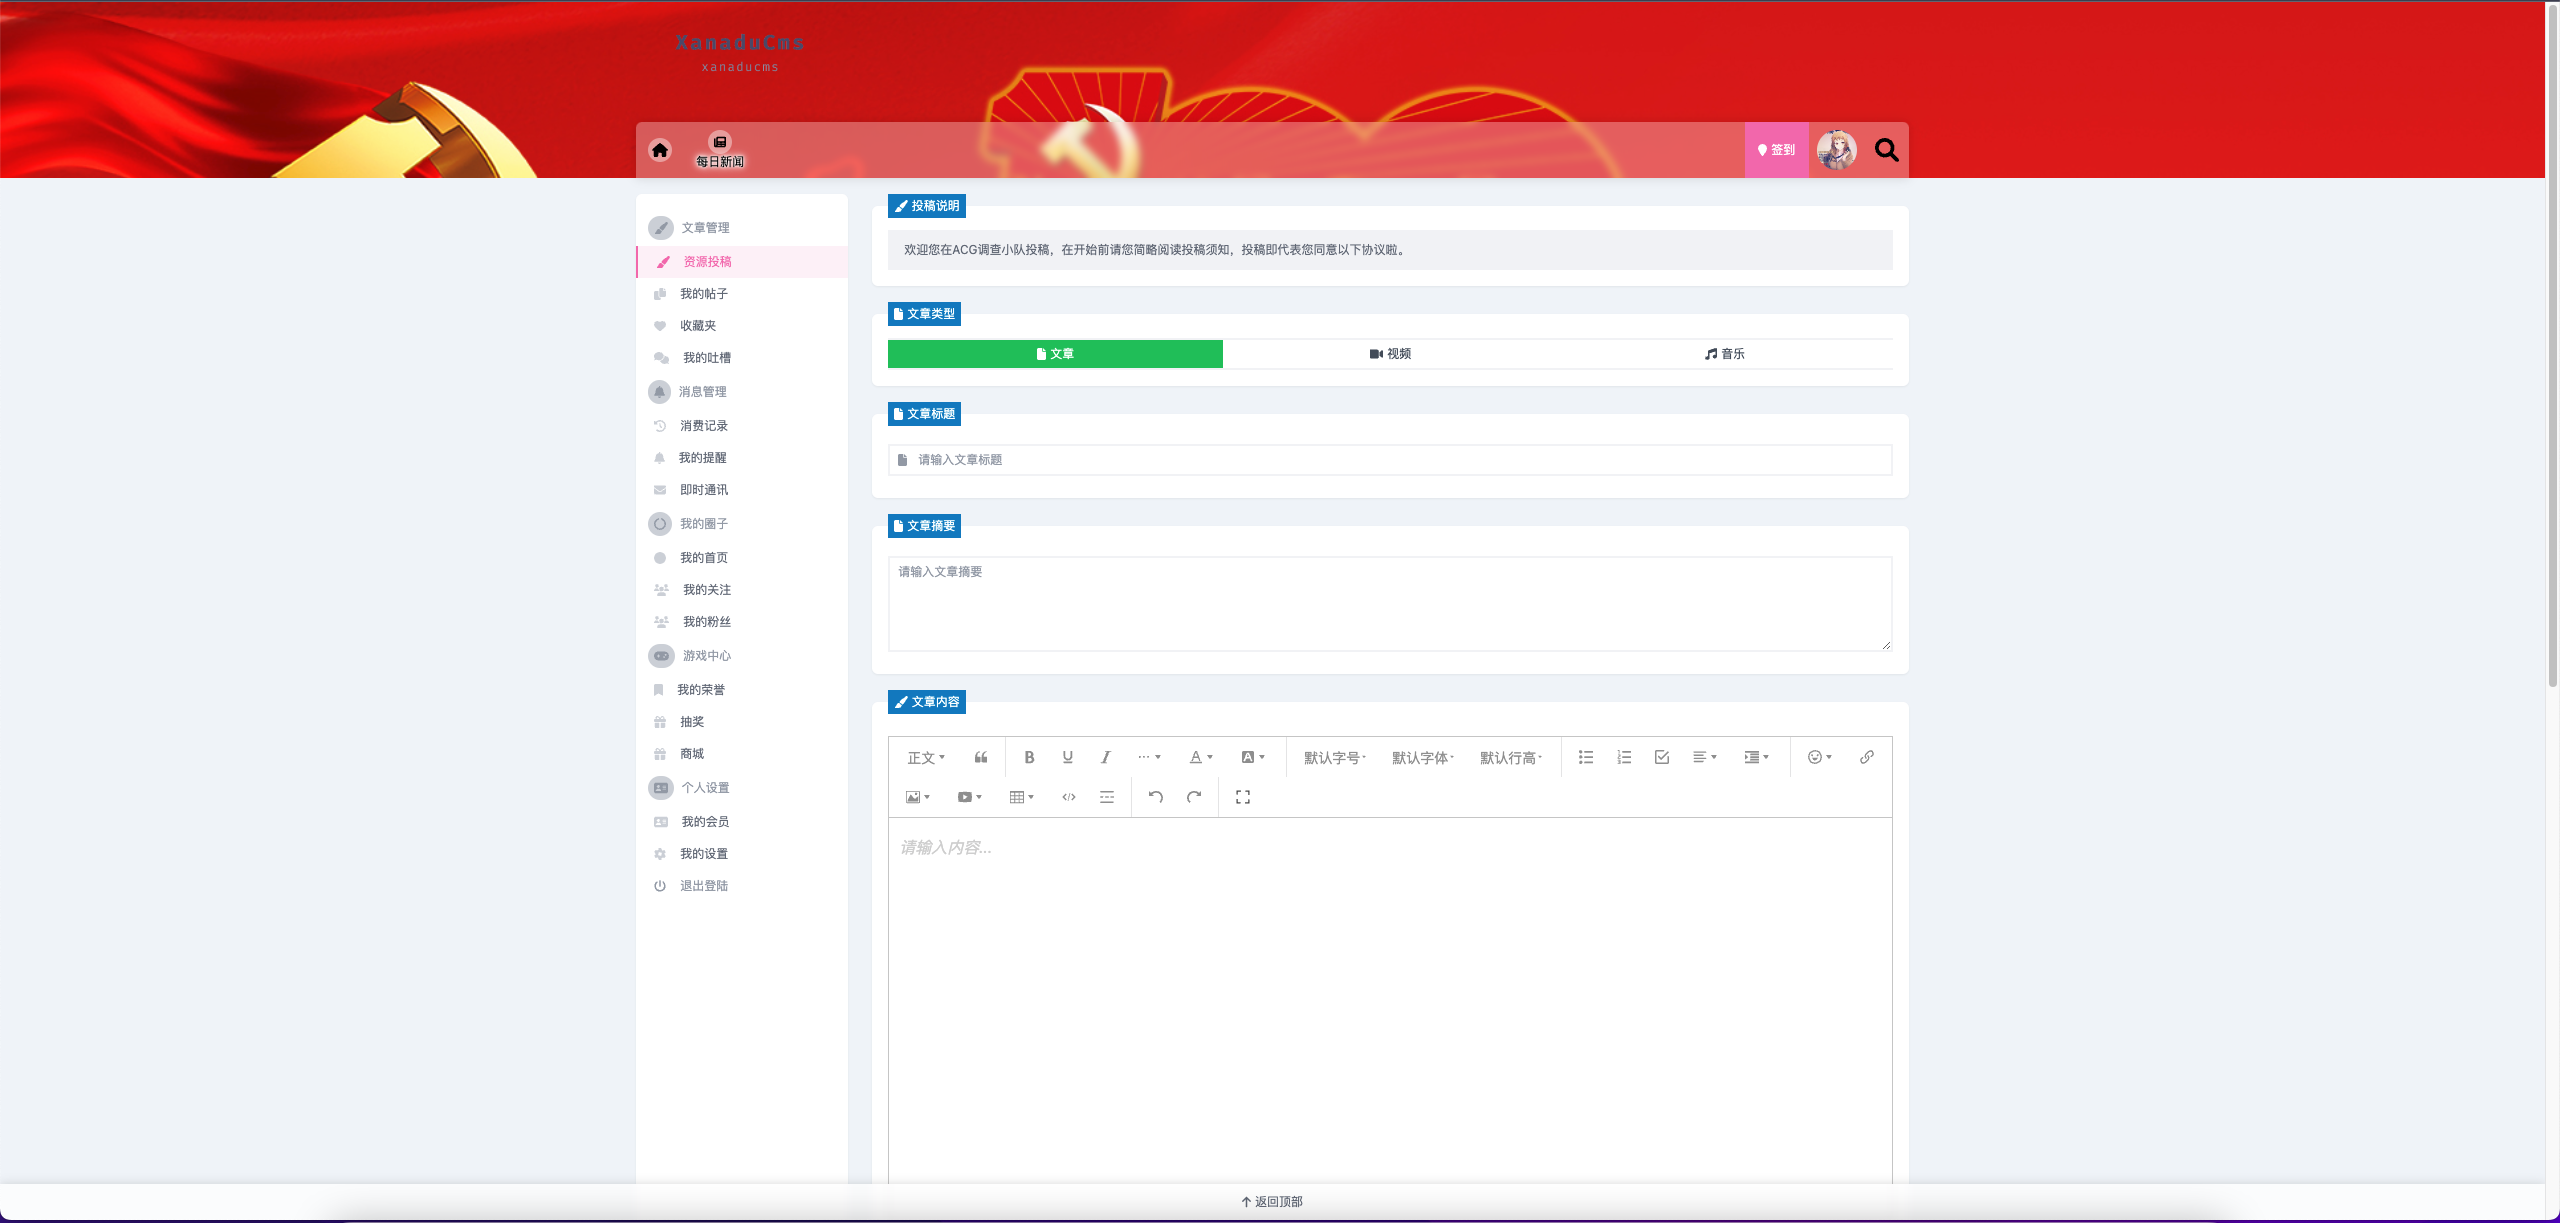 XanaduCms
xanaducms
每日新闻
签到
文章管理
资源投稿
我的帖子
收藏夹
我的吐槽
消息管理
消费记录
我的提醒
即时通讯
我的圈子
我的首页
我的关注
我的粉丝
游戏中心
我的荣誉
抽奖
商城
个人设置
我的会员
我的设置
退出登陆
投稿说明
欢迎您在ACG调查小队投稿，在开始前请您简略阅读投稿须知，投稿即代表您同意以下协议啦。
文章类型
文章 视频 音乐
文章标题
请输入文章标题
文章摘要
请输入文章摘要
文章内容
正文 B U I ··· A A 默认字号 默认字体 默认行高
请输入内容...
返回顶部